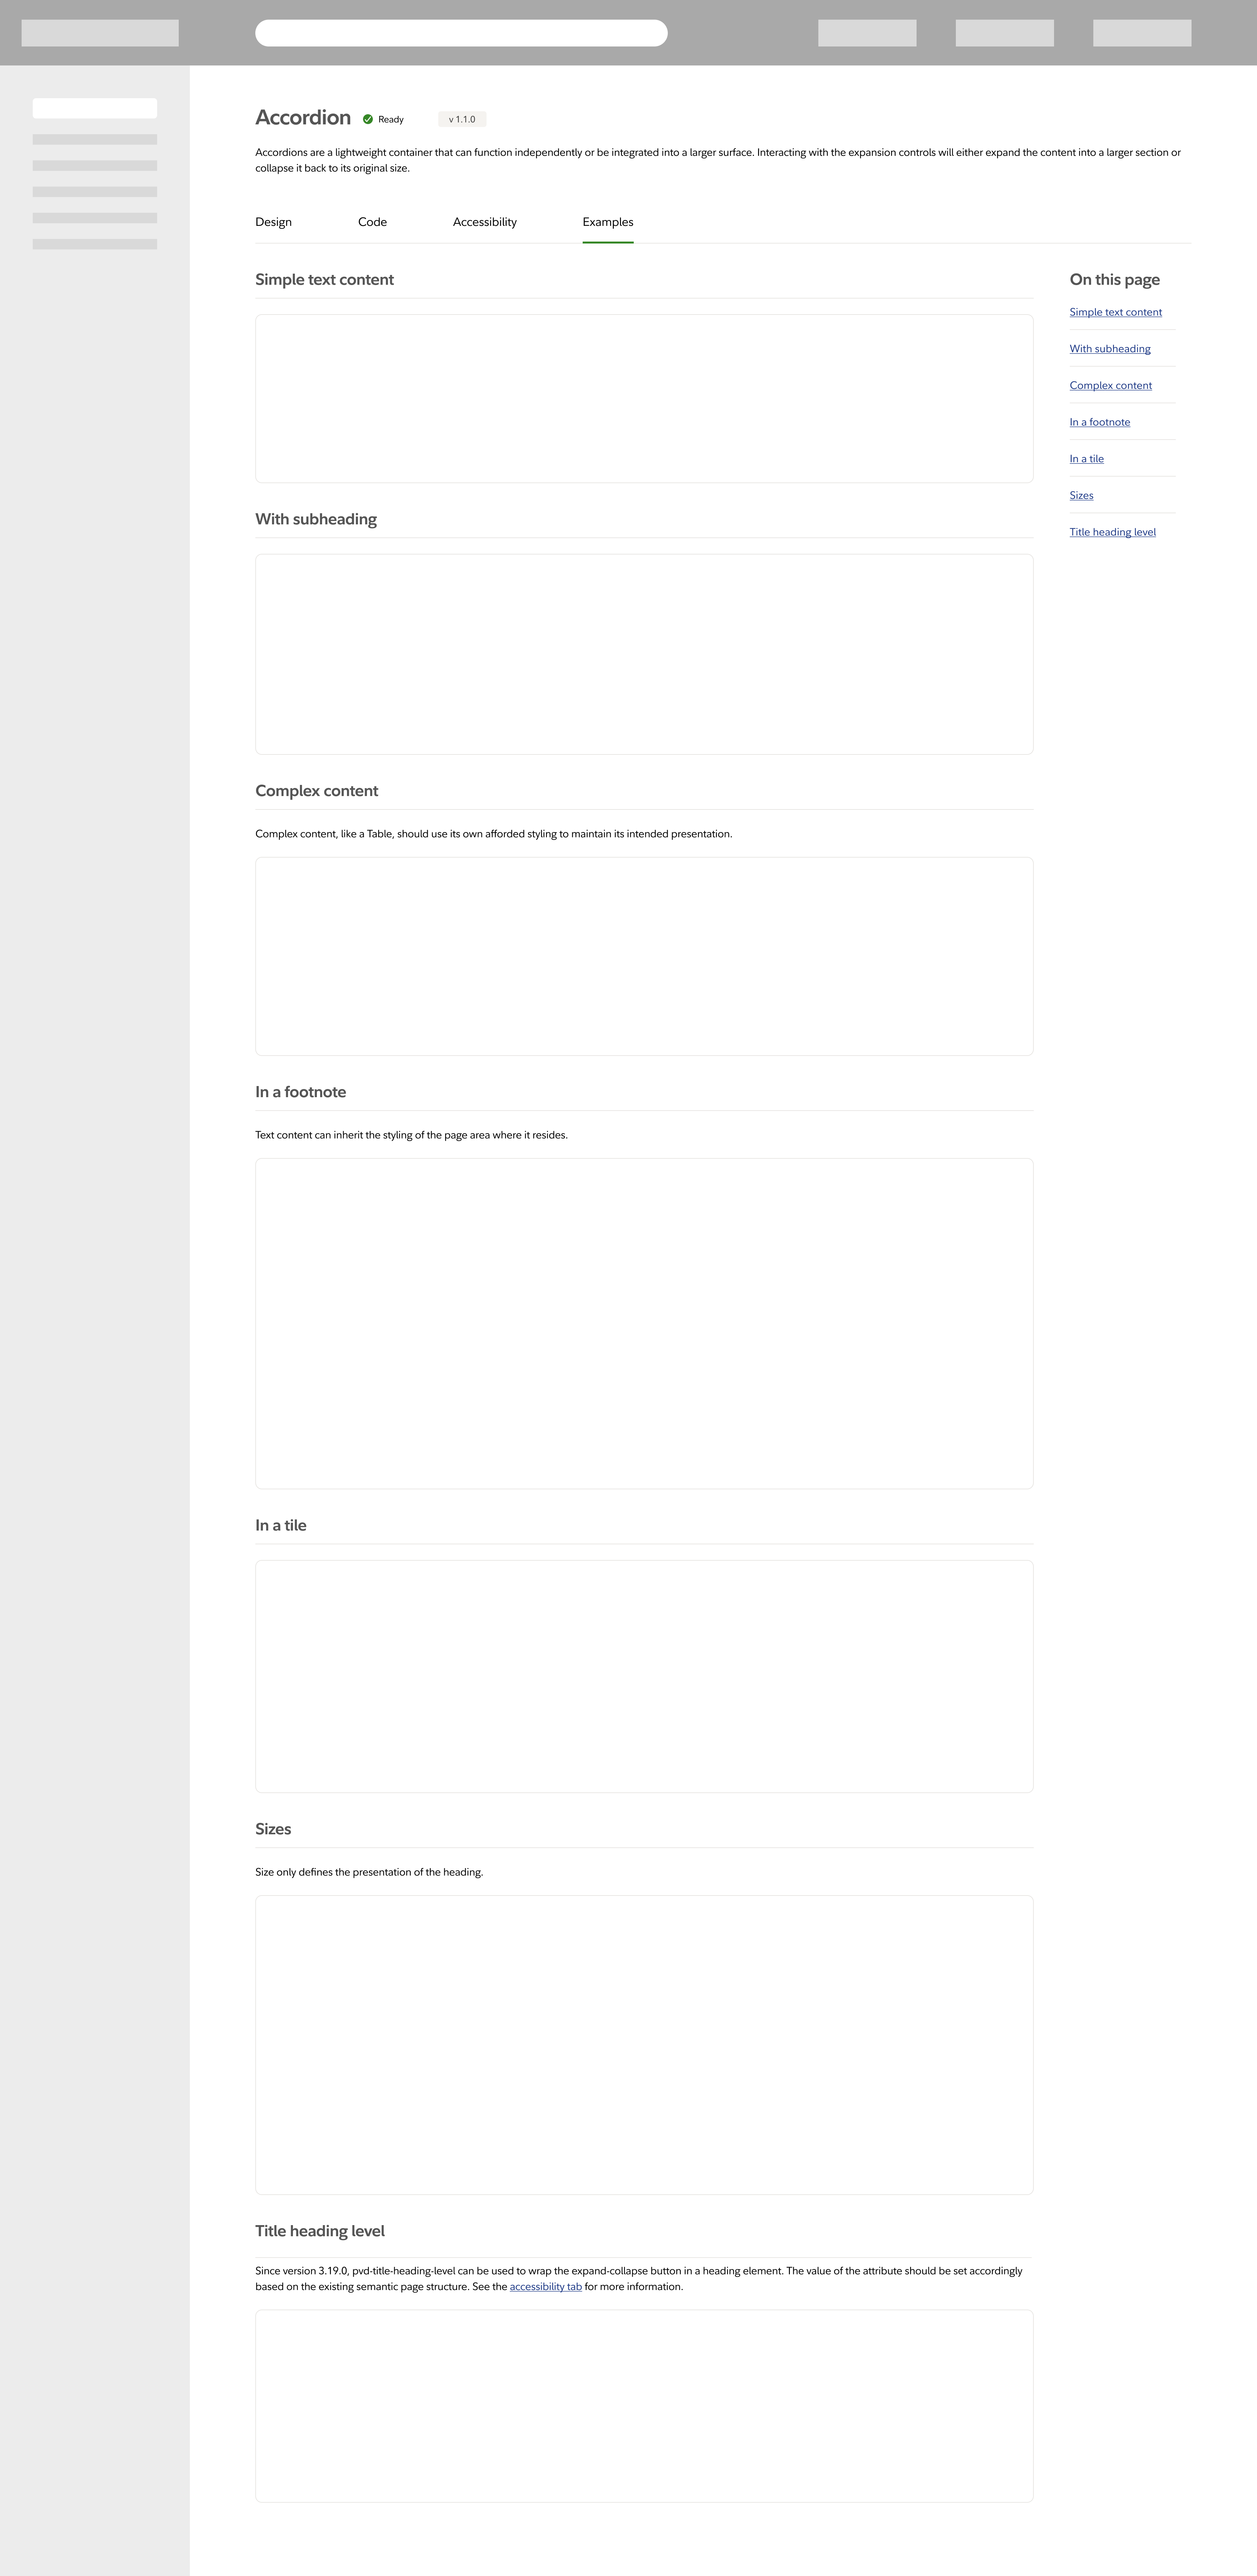 Accordion
Ready
v 1.1.0
Accordions are a lightweight container that can function independently or be integrated into a larger surface. Interacting with the expansion controls will either expand the content into a larger section or
collapse it back to its original size.
Design
Code
Accessibility
Examples
Simple text content
With subheading
Complex content
Complex content, like a Table, should use its own afforded styling to maintain its intended presentation.
In a footnote
Text content can inherit the styling of the page area where it resides.
In a tile
Sizes
Size only defines the presentation of the heading.
Title heading level
Since version 3.19.0, pvd-title-heading-level can be used to wrap the expand-collapse button in a heading element. The value of the attribute should be set accordingly
based on the existing semantic page structure. See the accessibility tab for more information.
On this page
Simple text content
With subheading
Complex content
In a footnote
In a tile
Sizes
Title heading level